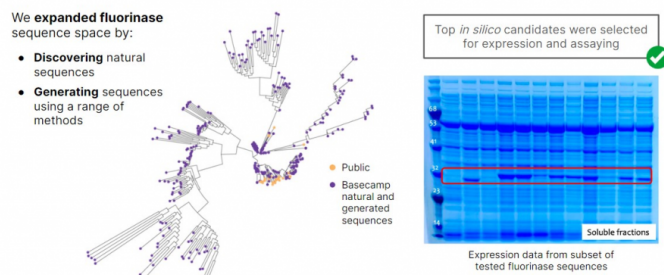 We expanded fluorinase
sequence space by:
• Discovering natural
sequences
• Generating sequences
using a range of
methods
Public
Basecamp
natural and
generated
sequences
Top in silico candidates were selected
for expression and assaying
53
41
Soluble fractions
Expression data from subset of
tested fluorinase sequences